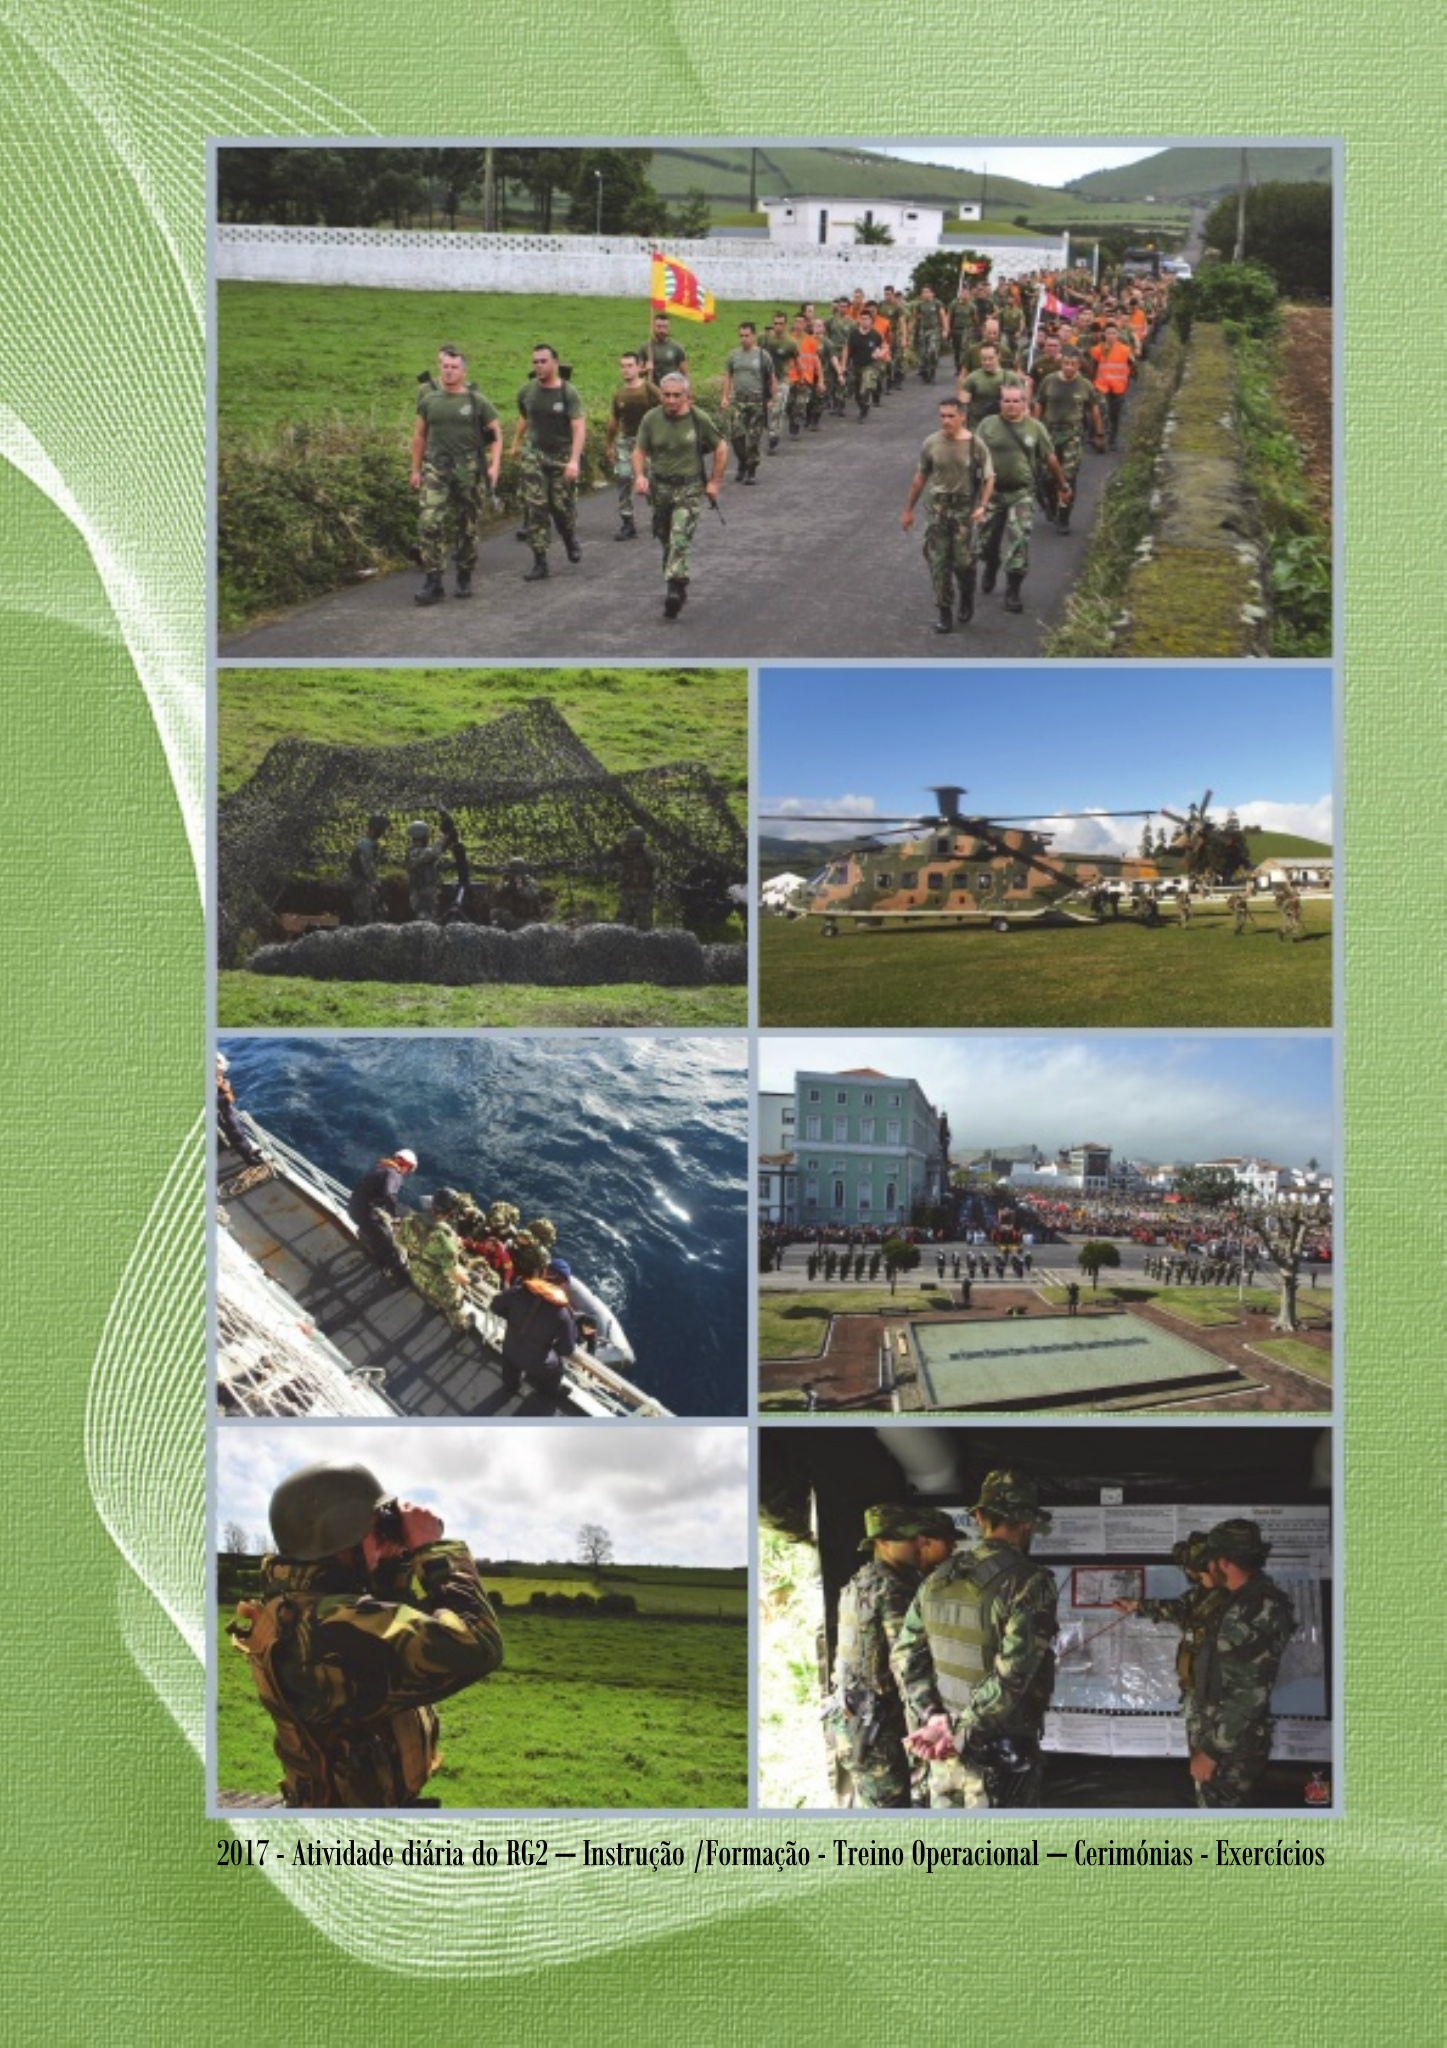 2017 - Atividade diária do RG2 — Instrução /Formação - Treino Operacional — Cerimónias - Exercícios